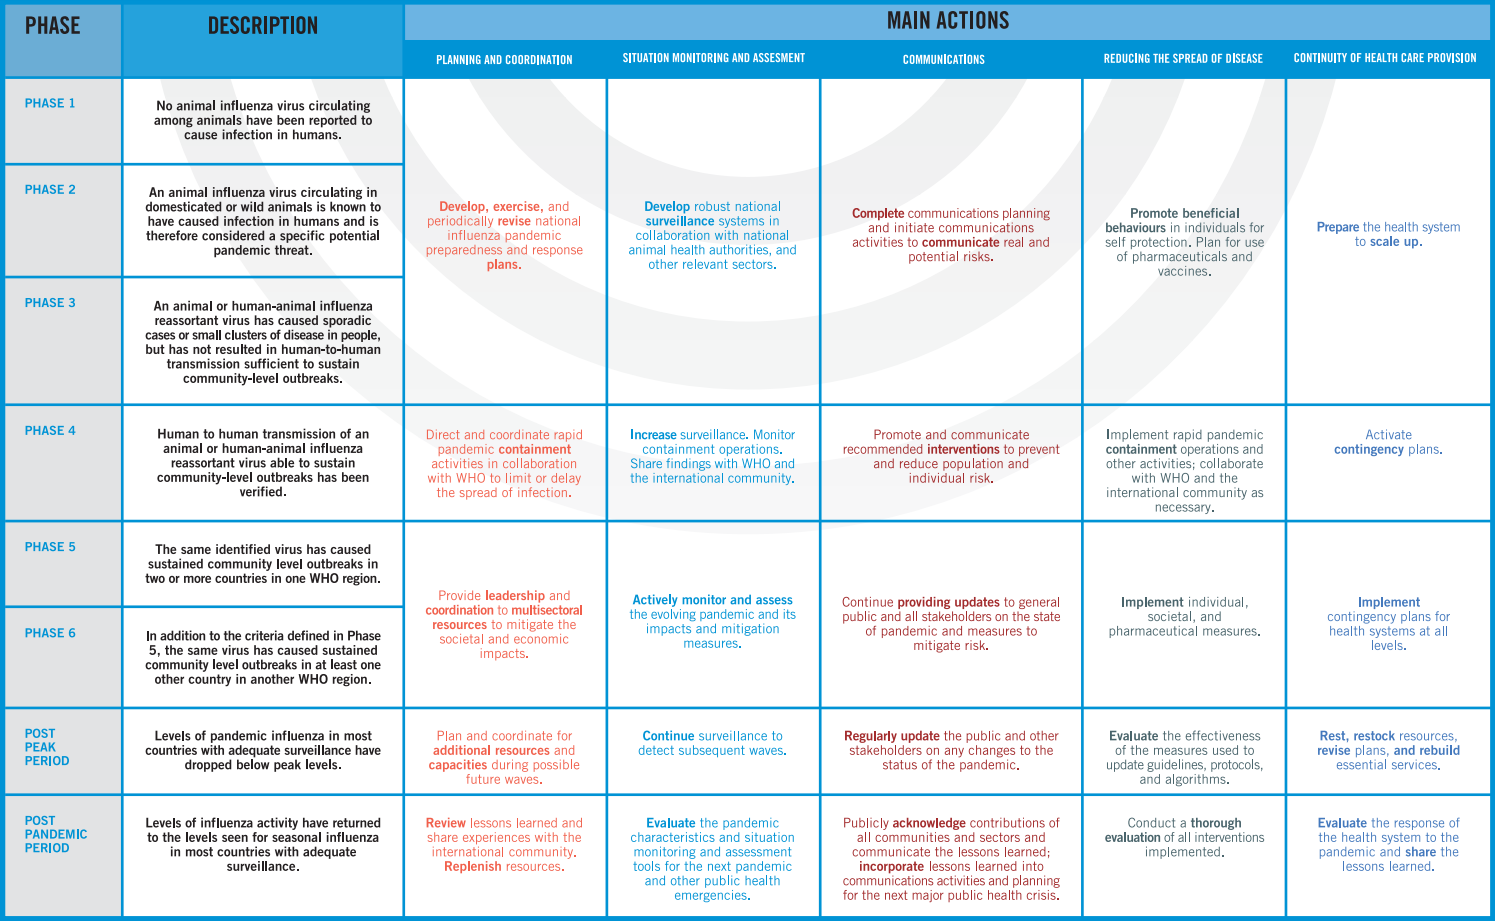 PHASE
DESCRIPTION
MAIN ACTIONS
PLANNING AND COORDINATION
SITUATION MONITORING AND ASSESMENT
COMMUNICATIONS
REDUCING THE SPREAD OF DISEASE
CONTINUITY OF HEALTH CARE PROVISION
PHASE 1
No animal influenza virus circulating
among animals have been reported to
cause infection in humans.
PHASE 2
An animal influenza virus circulating in
domesticated or wild animals is known to
have caused infection in humans and is
therefore considered a specific potential
pandemic threat.
PHASE 3
An animal or human-animal influenza
reassortant virus has caused sporadic
cases or small clusters of disease in people,
but has not resulted in human-to-human
transmission sufficient to sustain
community-level outbreaks.
Develop, exercise, and
periodically revise national
influenza pandemic
preparedness and response
plans.
Develop robust national
surveillance systems in
collaboration with national
animal health authorities, and
other relevant sectors.
Complete communications planning
and initiate communications
activities to communicate real and
potential risks.
Promote beneficial
behaviours in individuals for
self protection. Plan for use
of pharmaceuticals and
vaccines.
Prepare the health system
to scale up.
PHASE 4
Human to human transmission of an
animal or human-animal influenza
reassortant virus able to sustain
community-level outbreaks has been
verified.
Direct and coordinate rapid
pandemic containment
activities in collaboration
with WHO to limit or delay
the spread of infection.
Increase surveillance. Monitor
containment operations.
Share findings with WHO and
the international community.
Promote and communicate
recommended interventions to prevent
and reduce population and
individual risk.
Implement rapid pandemic
containment operations and
other activities; collaborate
with WHO and the
international community as
necessary.
Activate
contingency plans.
PHASE 5
The same identified virus has caused
sustained community level outbreaks in
two or more countries in one WHO region.
PHASE 6
In addition to the criteria defined in Phase
5, the same virus has caused sustained
community level outbreaks in at least one
other country in another WHO region.
Provide leadership and
coordination to multisectoral
resources to mitigate the
societal and economic
impacts.
Actively monitor and assess
the evolving pandemic and its
impacts and mitigation
measures.
Continue providing updates to general
public and all stakeholders on the state
of pandemic and measures to
mitigate risk.
Implement individual,
societal, and
pharmaceutical measures.
Implement
contingency plans for
health systems at all
levels.
POST
PEAK
PERIOD
Levels of pandemic influenza in most
countries with adequate surveillance have
dropped below peak levels.
Plan and coordinate for
additional resources and
capacities during possible
future waves.
Continue surveillance to
detect subsequent waves.
Regularly update the public and other
stakeholders on any changes to the
status of the pandemic.
Evaluate the effectiveness
of the measures used to
update guidelines, protocols,
and algorithms.
Rest, restock resources,
revise plans, and rebuild
essential services.
POST
PANDEMIC
PERIOD
Levels of influenza activity have returned
to the levels seen for seasonal influenza
in most countries with adequate
surveillance.
Review lessons learned and
share experiences with the
international community.
Replenish resources.
Evaluate the pandemic
characteristics and situation
monitoring and assessment
tools for the next pandemic
and other public health
emergencies.
Publicly acknowledge contributions of
all communities and sectors and
communicate the lessons learned;
incorporate lessons learned into
communications activities and planning
for the next major public health crisis.
Conduct a thorough
evaluation of all interventions
implemented.
Evaluate the response of
the health system to the
pandemic and share the
lessons learned.